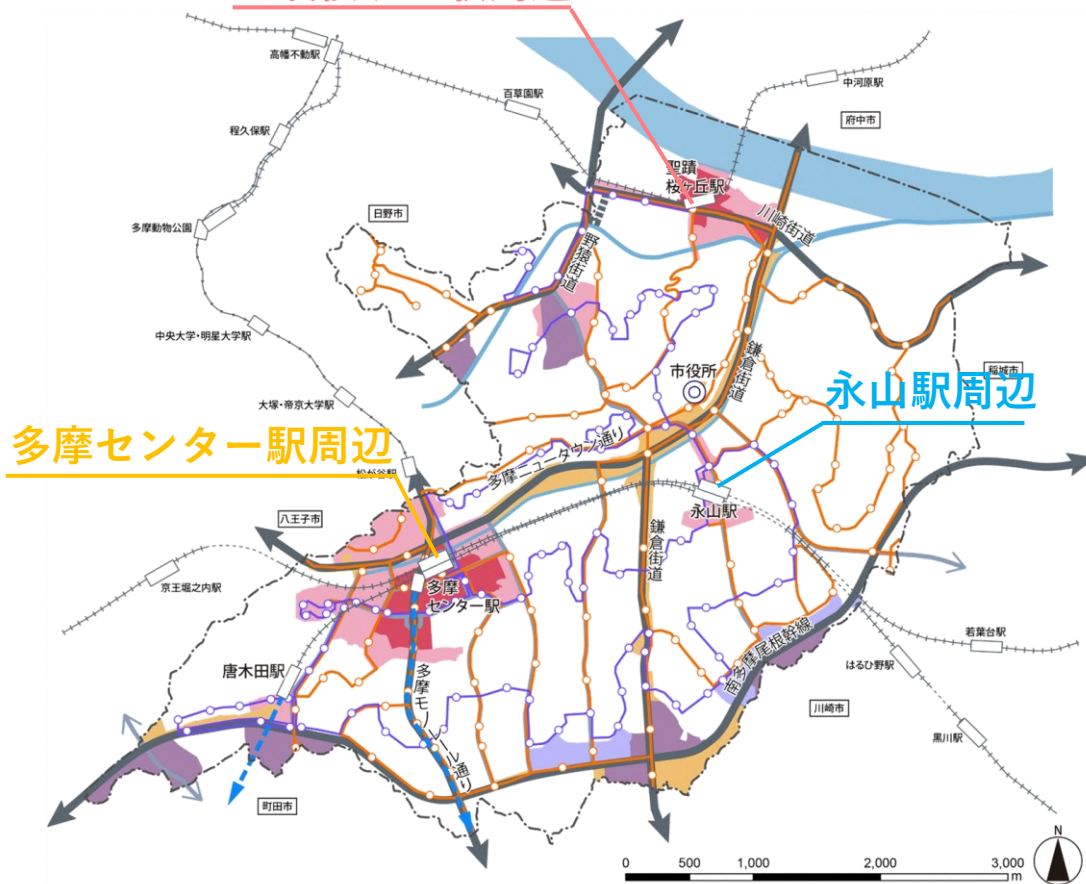 高幡不動駅
中河原駅
百草園駅
府中市
程久保駅
聖蹟
桜ヶ丘駅
日野市
川崎街道
多摩動物公園
野猿街道
中央大学・明星大学駅
鎌倉街道
市役所
稲城市
永山駅周辺
大塚・帝京大学駅
多摩センター駅周辺
多摩ニュータウン通り
松が谷駅
永山駅
八王子市
鎌倉街道
京王堀之内駅
多摩
センター駅
若葉台駅
南多摩尾根幹線
はるひ野駅
唐木田駅
多摩モノレール通り
川崎市
黒川駅
町田市
N
0 500 1,000 2,000 3,000
m